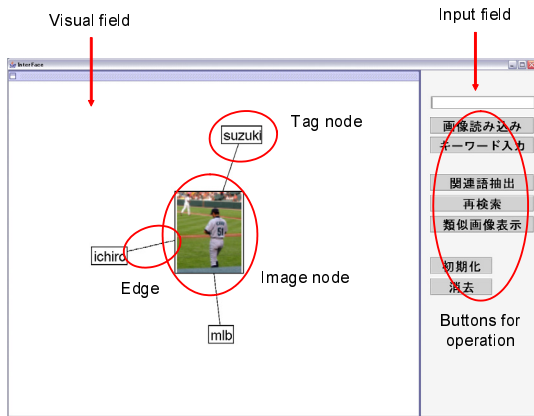 Visual field
Input field
InterFace
suzuki
Tag node
画像読み込み
キーワード入力
関連語抽出
再検索
類似画像表示
ichiro
Image node
Edge
初期化
消去
mlb
Buttons for
operation
51